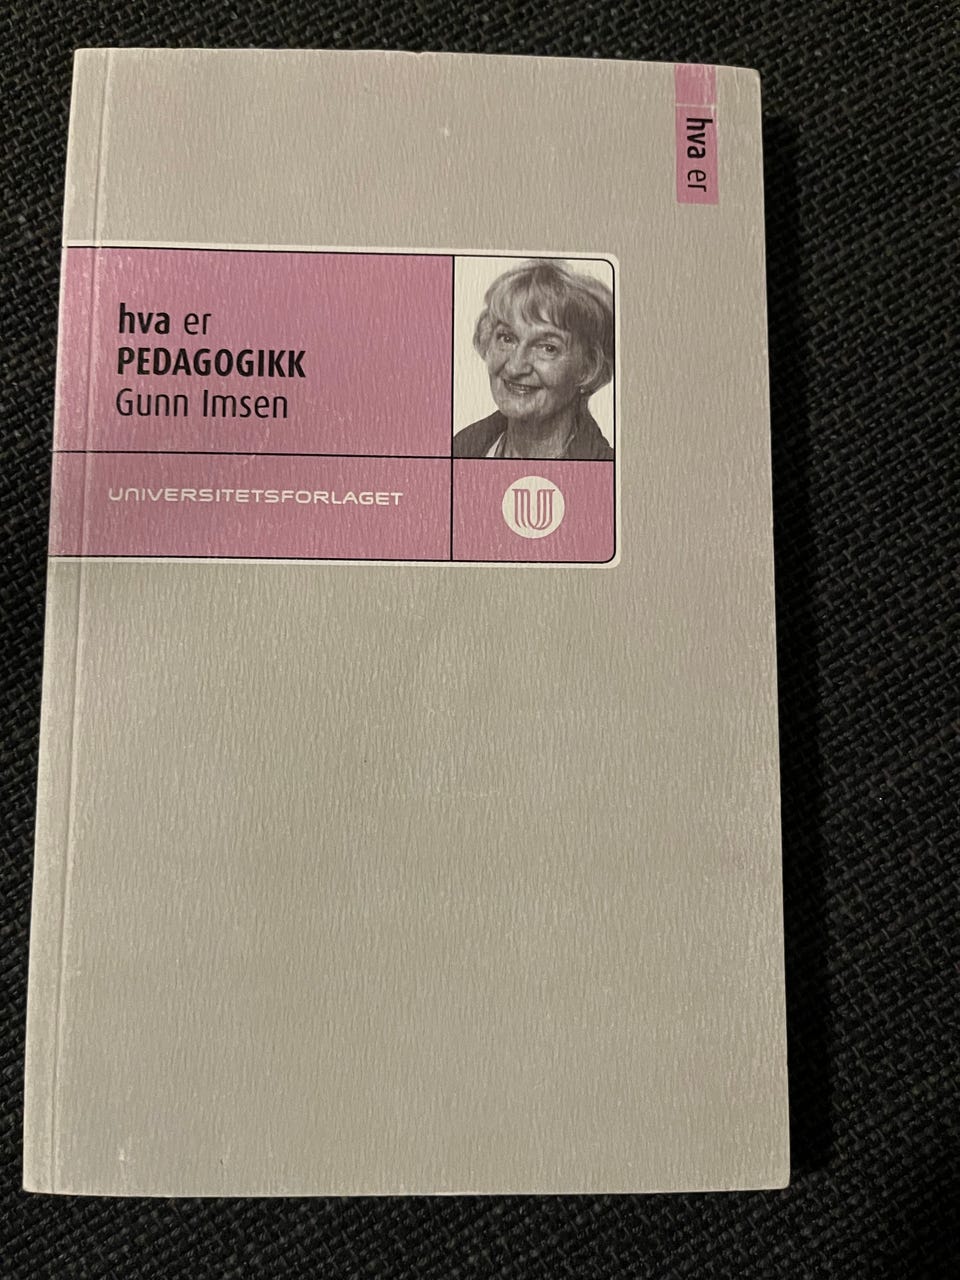 hva er
hva er
PEDAGOGIKK
Gunn Imsen
UNIVERSITETSFORLAGET